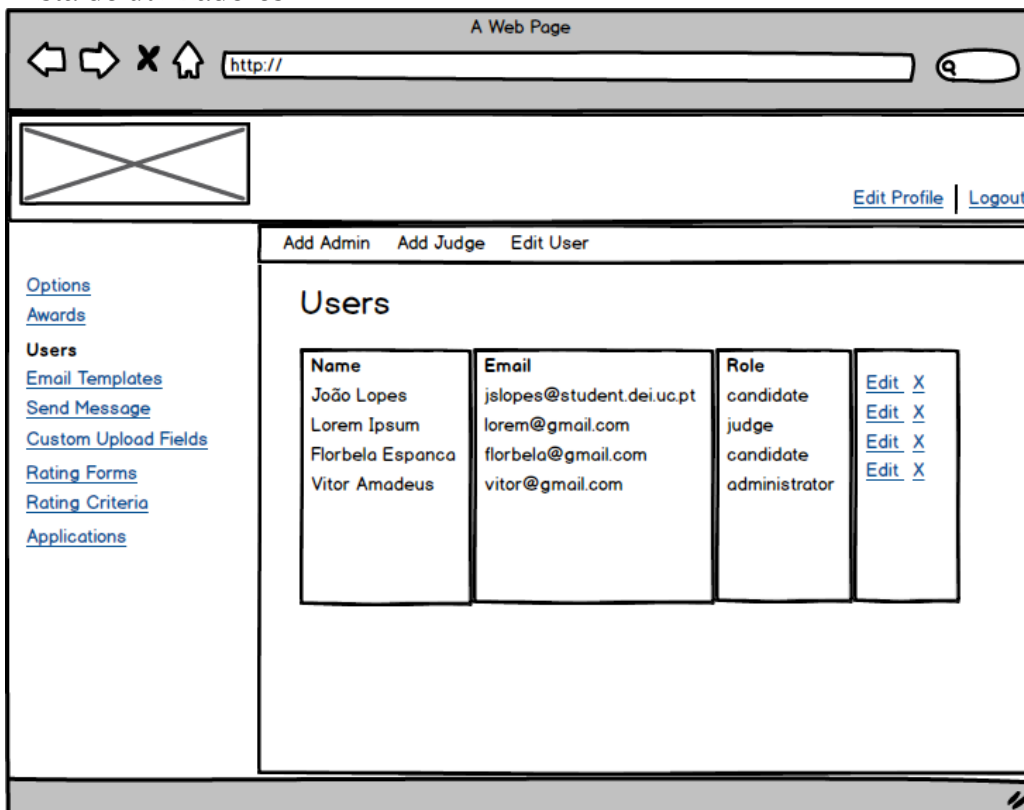 A Web Page
http://
Edit Profile Logout
Add Admin Add Judge Edit User
Options
Awards
Users
Email Templates
Send Message
Custom Upload Fields
Rating Forms
Rating Criteria
Applications
Users
Name Email Role
João Lopes jslopes@student.dei.uc.pt candidate Edit X
Lorem Ipsum lorem@gmail.com judge Edit X
Florbela Espanca florbela@gmail.com candidate Edit X
Vitor Amadeus vitor@gmail.com administrator Edit X